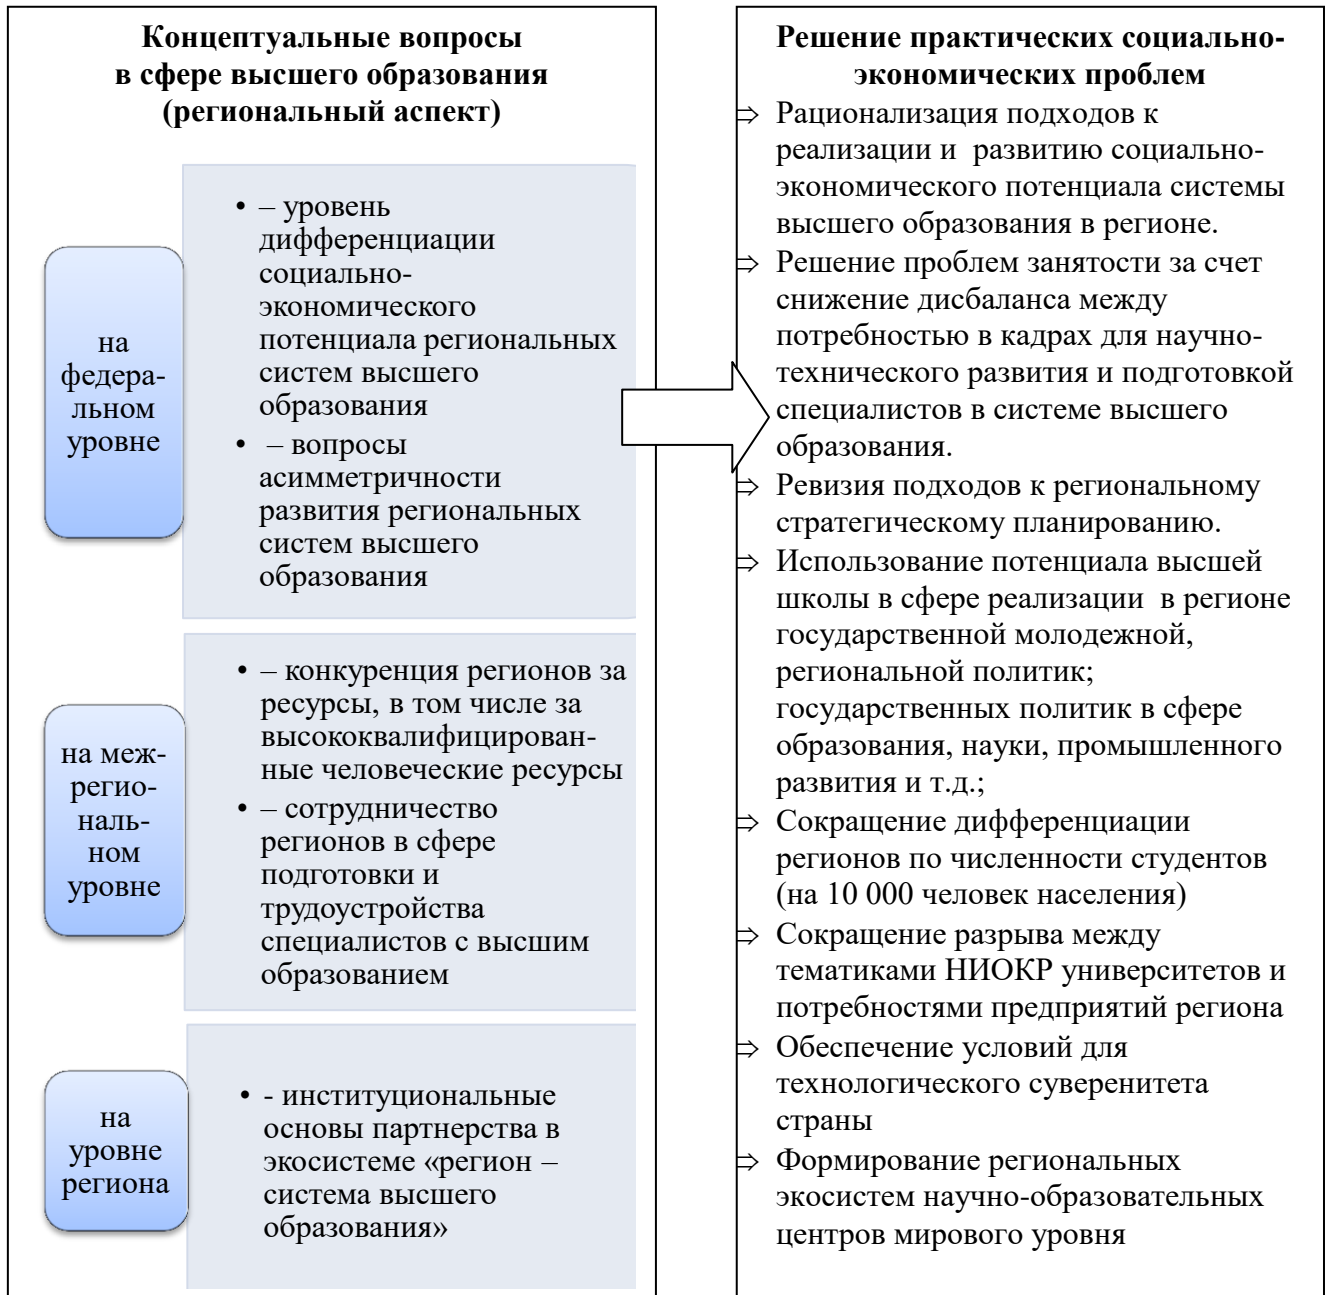 Концептуальные вопросы
в сфере высшего образования
(региональный аспект)
на
федера-
льном
уровне
• – уровень
дифференциации
социально-
экономического
потенциала региональных
систем высшего
образования
• – вопросы
асимметричности
развития региональных
систем высшего
образования
на меж-
регио-
наль-
ном
уровне
• – конкуренция регионов за
ресурсы, в том числе за
высококвалифицирован-
ные человеческие ресурсы
• – сотрудничество
регионов в сфере
подготовки и
трудоустройства
специалистов с высшим
образованием
на
уровне
региона
• - институциональные
основы партнерства в
экосистеме «регион –
система высшего
образования»
Решение практических социально-
экономических проблем
⇒ Рационализация подходов к
реализации и развитию социально-
экономического потенциала системы
высшего образования в регионе.
⇒ Решение проблем занятости за счет
снижение дисбаланса между
потребностью в кадрах для научно-
технического развития и подготовкой
специалистов в системе высшего
образования.
⇒ Ревизия подходов к региональному
стратегическому планированию.
⇒ Использование потенциала высшей
школы в сфере реализации в регионе
государственной молодежной,
региональной политик;
государственных политик в сфере
образования, науки, промышленного
развития и т.д.;
⇒ Сокращение дифференциации
регионов по численности студентов
(на 10 000 человек населения)
⇒ Сокращение разрыва между
тематиками НИОКР университетов и
потребностями предприятий региона
⇒ Обеспечение условий для
технологического суверенитета
страны
⇒ Формирование региональных
экосистем научно-образовательных
центров мирового уровня